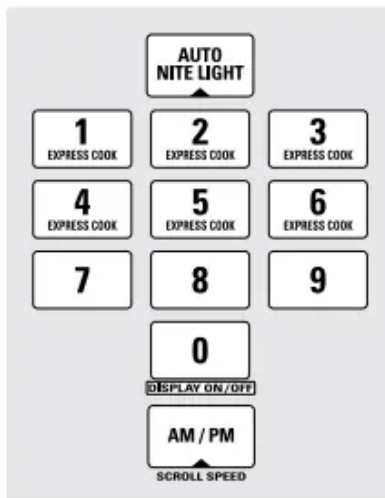 AUTO
NITE LIGHT
1 2 3
EXPRESS COOK EXPRESS COOK EXPRESS COOK
4 5 6
EXPRESS COOK EXPRESS COOK EXPRESS COOK
7 8 9
0
DISPLAY ON/OFF
AM / PM
SCROLL SPEED